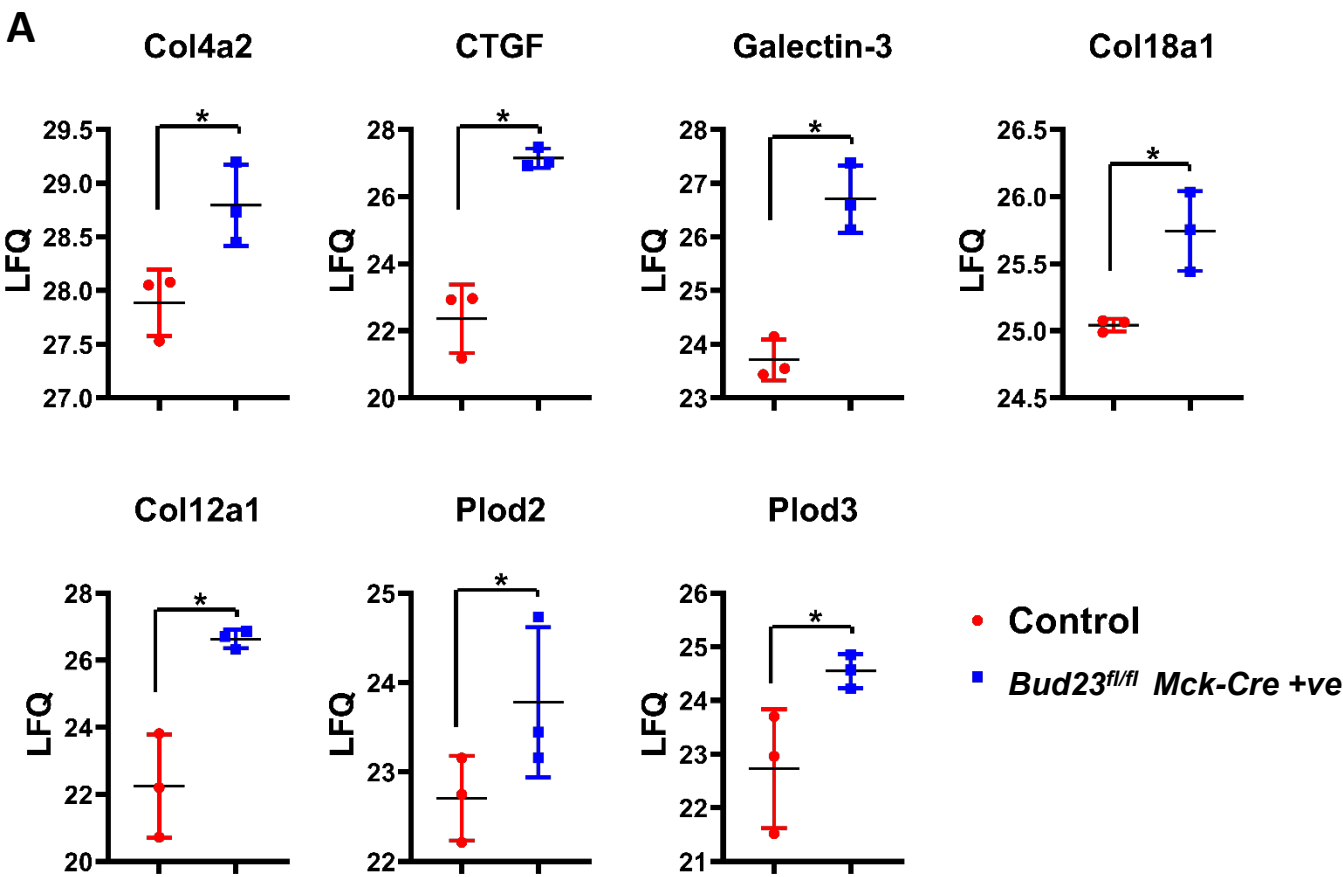 A
Col4a2 CTGF Galectin-3 Col18a1
* * * *
LFQ LFQ LFQ LFQ
29.5 28 28 26.5
29.0 26 27 26.0
28.5 24 26 25.5
28.0 22 25 25.0
27.5 20 24 24.5
27.0 23
Col12a1 Plod2 Plod3
* * *
LFQ LFQ LFQ
28 25 26
26 24 25
24 23 24
22 22 23
20 22
21
Control
Bud23fl/fl Mck-Cre +ve